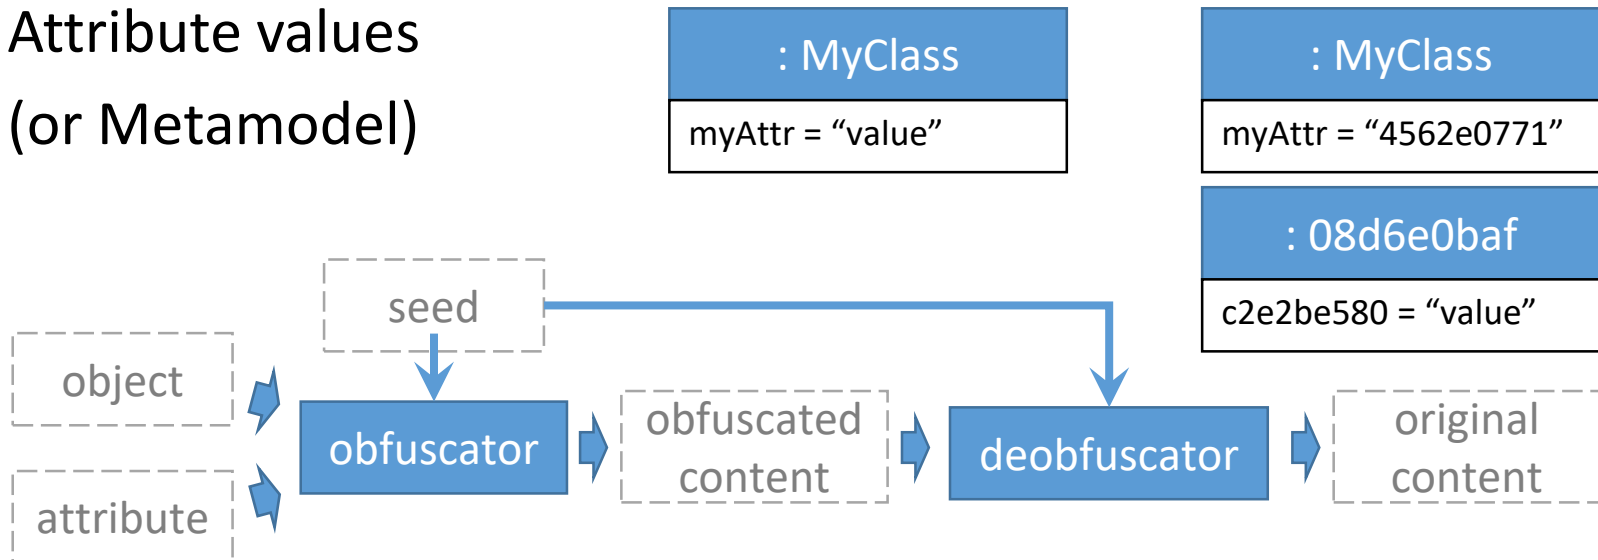 Attribute values
(or Metamodel)
: MyClass
myAttr = “value”
: MyClass
myAttr = “4562e0771”
: 08d6e0baf
c2e2be580 = “value”
seed
object
attribute
obfuscator
obfuscated
content
deobfuscator
original
content